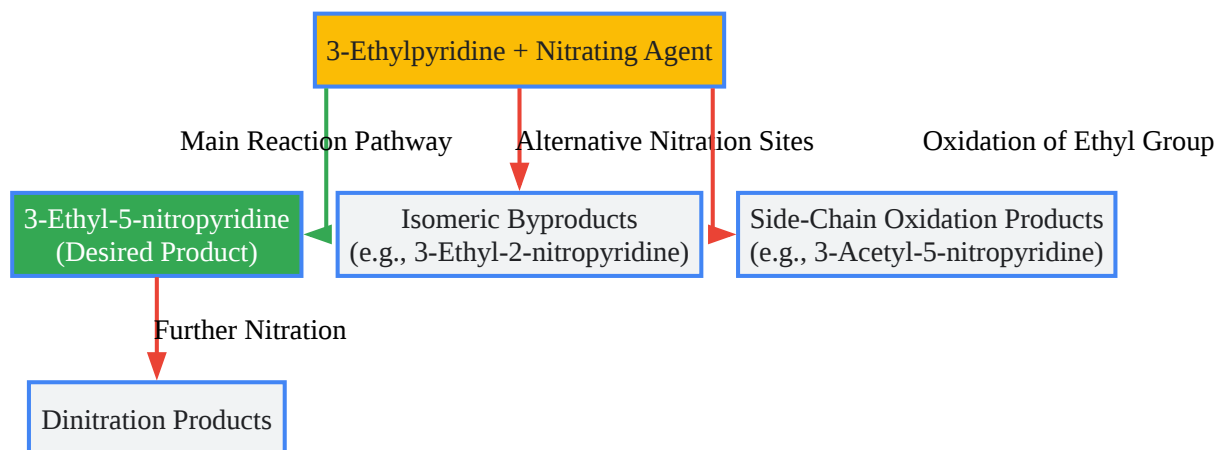 3-Ethylpyridine + Nitrating Agent
Main Reaction Pathway
Alternative Nitration Sites
Oxidation of Ethyl Group
3-Ethyl-5-nitropyridine
(Desired Product)
Isomeric Byproducts
(e.g., 3-Ethyl-2-nitropyridine)
Side-Chain Oxidation Products
(e.g., 3-Acetyl-5-nitropyridine)
Further Nitration
Dinitration Products